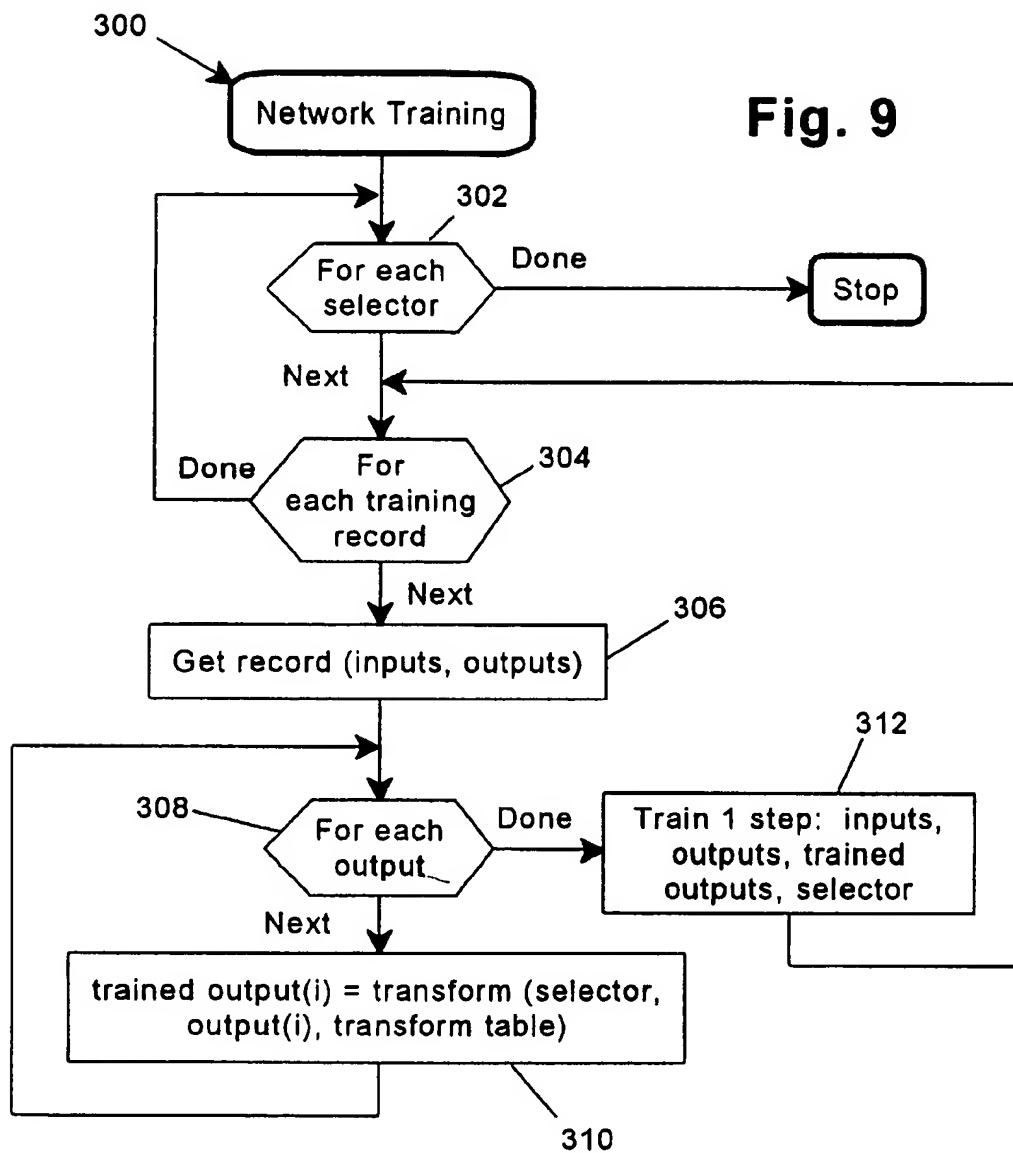 300
Network Training
Fig. 9
302
For each
selector
Done
Stop
Next
Done
For
each training
record
304
Next
306
Get record (inputs, outputs)
312
308
For each
output
Done
Train 1 step: inputs,
outputs, trained
outputs, selector
Next
trained output(i) = transform (selector,
output(i), transform table)
310